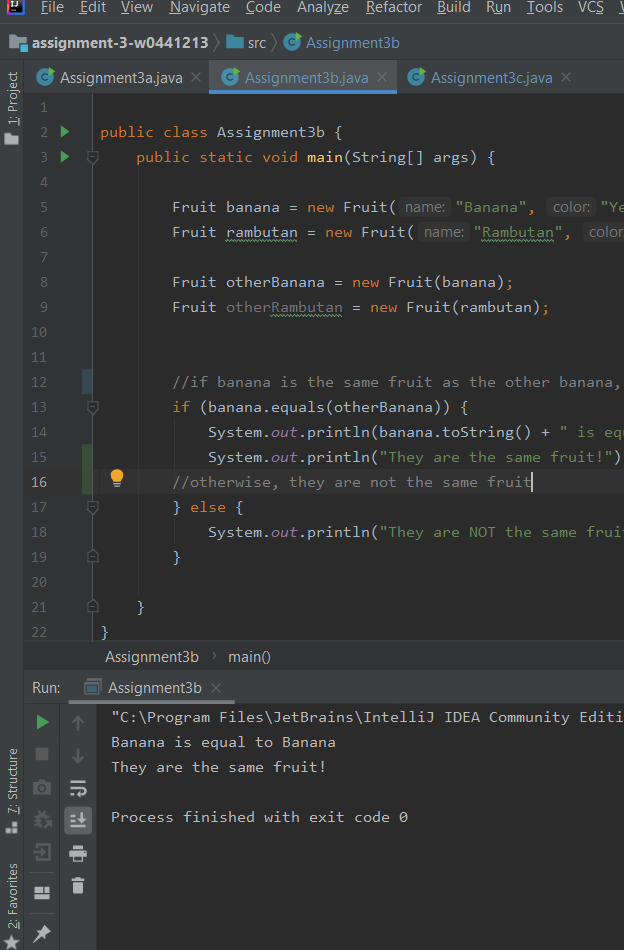 File Edit View Navigate Code Analyze Refactor Build Run Tools VCS
assignment-3-w0441213 src Assignment3b
Assignment3a.java Assignment3b.java Assignment3c.java
1: Project
1
2 public class Assignment3b {
3 public static void main(String[] args) {
4
5 Fruit banana = new Fruit( name: "Banana", color: "Ye
6 Fruit rambutan = new Fruit( name: "Rambutan", color
7
8 Fruit otherBanana = new Fruit(banana);
9 Fruit otherRambutan = new Fruit(rambutan);
10
11
12 //if banana is the same fruit as the other banana,
13 if (banana.equals(otherBanana)) {
14 System.out.println(banana.toString() + " is equ
15 System.out.println("They are the same fruit!")
16 //otherwise, they are not the same fruit
17 } else {
18 System.out.println("They are NOT the same frui
19 }
20
21 }
22 }
Assignment3b main()
Run: Assignment3b
"C:\Program Files\JetBrains\IntelliJ IDEA Community Editi
Banana is equal to Banana
They are the same fruit!
Process finished with exit code 0
7: Structure
2: Favorites